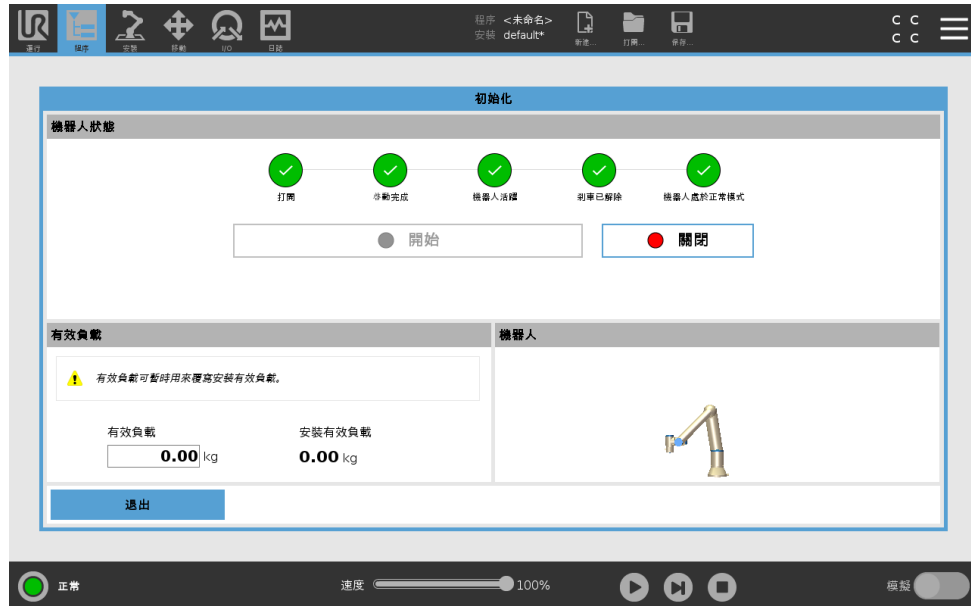 UR
運行
程序
安裝
移動
I/O
日誌
程序 <未命名>
安裝 default*
新建...
打開...
保存...
C C
C C
初始化
機器人狀態
打開
啓動完成
機器人活躍
刹車已解除
機器人處於正常模式
開始
關閉
有效負載
機器人
有效負載可暫時用來覆寫安裝有效負載。
有效負載
安裝有效負載
0.00 kg
0.00 kg
退出
正常
速度
100%
模擬